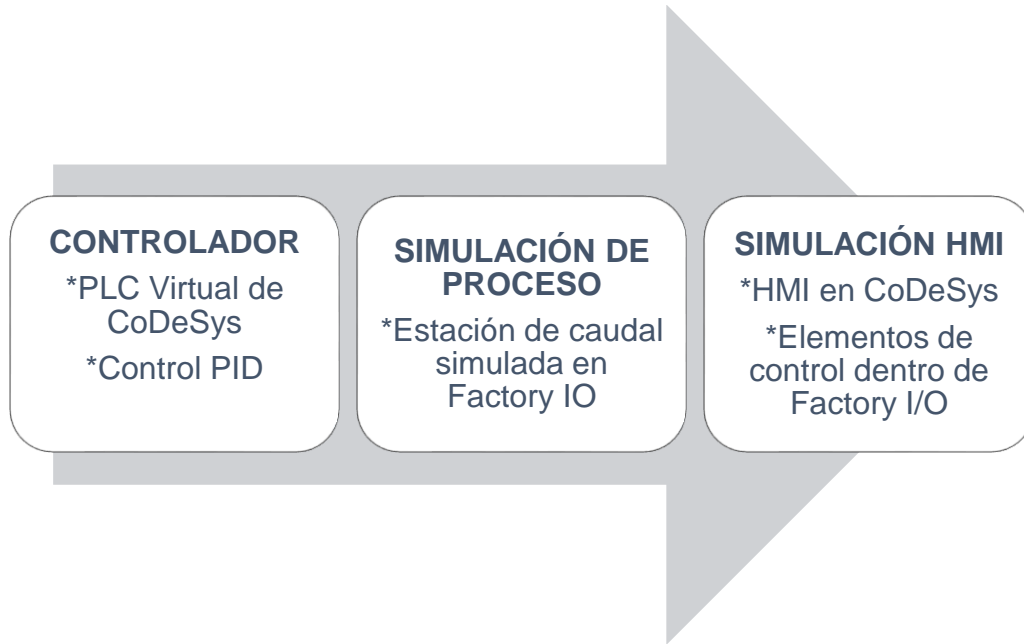 CONTROLADOR
*PLC Virtual de
CoDeSys
*Control PID
SIMULACIÓN DE
PROCESO
*Estación de caudal
simulada en
Factory IO
SIMULACIÓN HMI
*HMI en CoDeSys
*Elementos de
control dentro de
Factory I/O